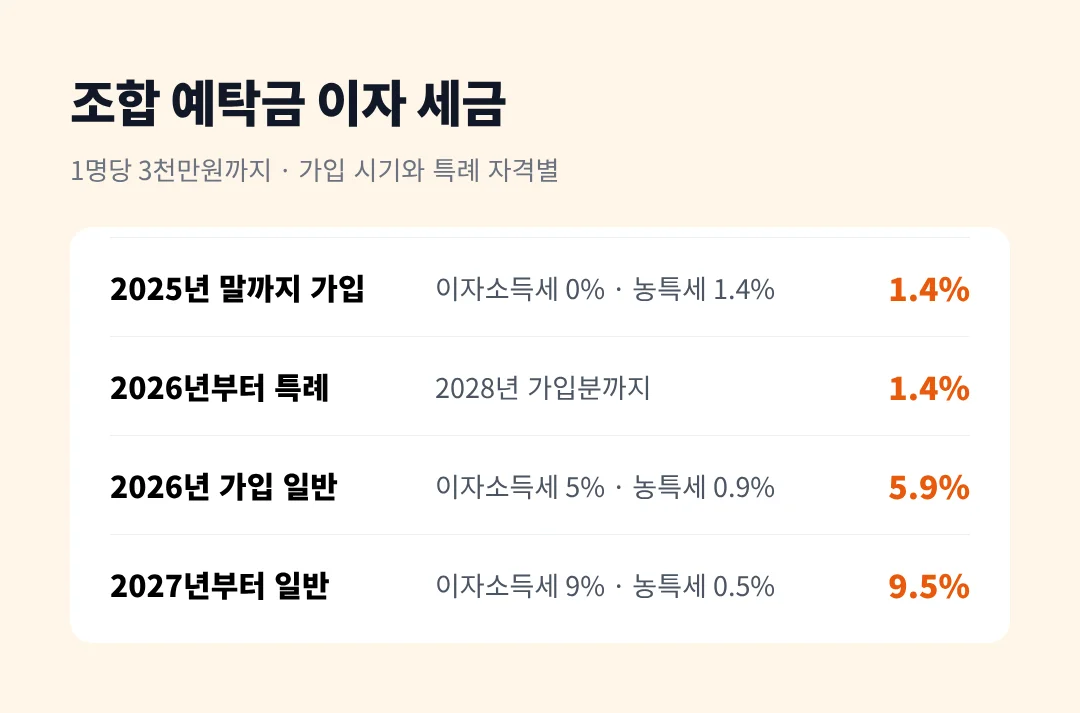 조합 예탁금 이자 세금
1명당 3천만원까지 · 가입 시기와 특례 자격별
2025년 말까지 가입 이자소득세 0% · 농특세 1.4% 1.4%
2026년부터 특례 2028년 가입분까지 1.4%
2026년 가입 일반 이자소득세 5% · 농특세 0.9% 5.9%
2027년부터 일반 이자소득세 9% · 농특세 0.5% 9.5%